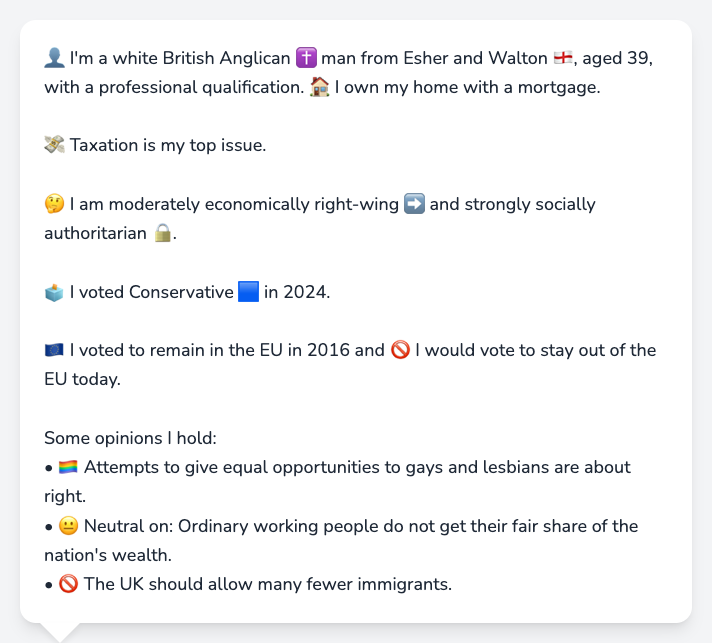 👤 I'm a white British Anglican ✝️ man from Esher and Walton 🏴󠁧󠁢󠁥󠁮󠁧󠁿, aged 39,
with a professional qualification. 🏠 I own my home with a mortgage.
💸 Taxation is my top issue.
🤔 I am moderately economically right-wing ➡️ and strongly socially
authoritarian 🔒.
🗳️ I voted Conservative 🟦 in 2024.
🇪🇺 I voted to remain in the EU in 2016 and 🚫 I would vote to stay out of the
EU today.
Some opinions I hold:
• 🏳️‍🌈 Attempts to give equal opportunities to gays and lesbians are about
right.
• 😐 Neutral on: Ordinary working people do not get their fair share of the
nation's wealth.
• 🚫 The UK should allow many fewer immigrants.